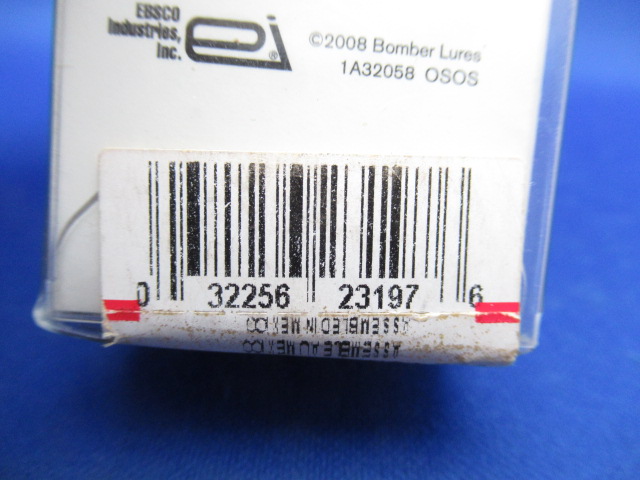 EBSCO
Industries,
Inc.
ei®
©2008 Bomber Lures
1A32058 OSOS
0 32256 23197 6
ASSEMBLED IN MEXICO
ASSEMBLE AU MEXICO